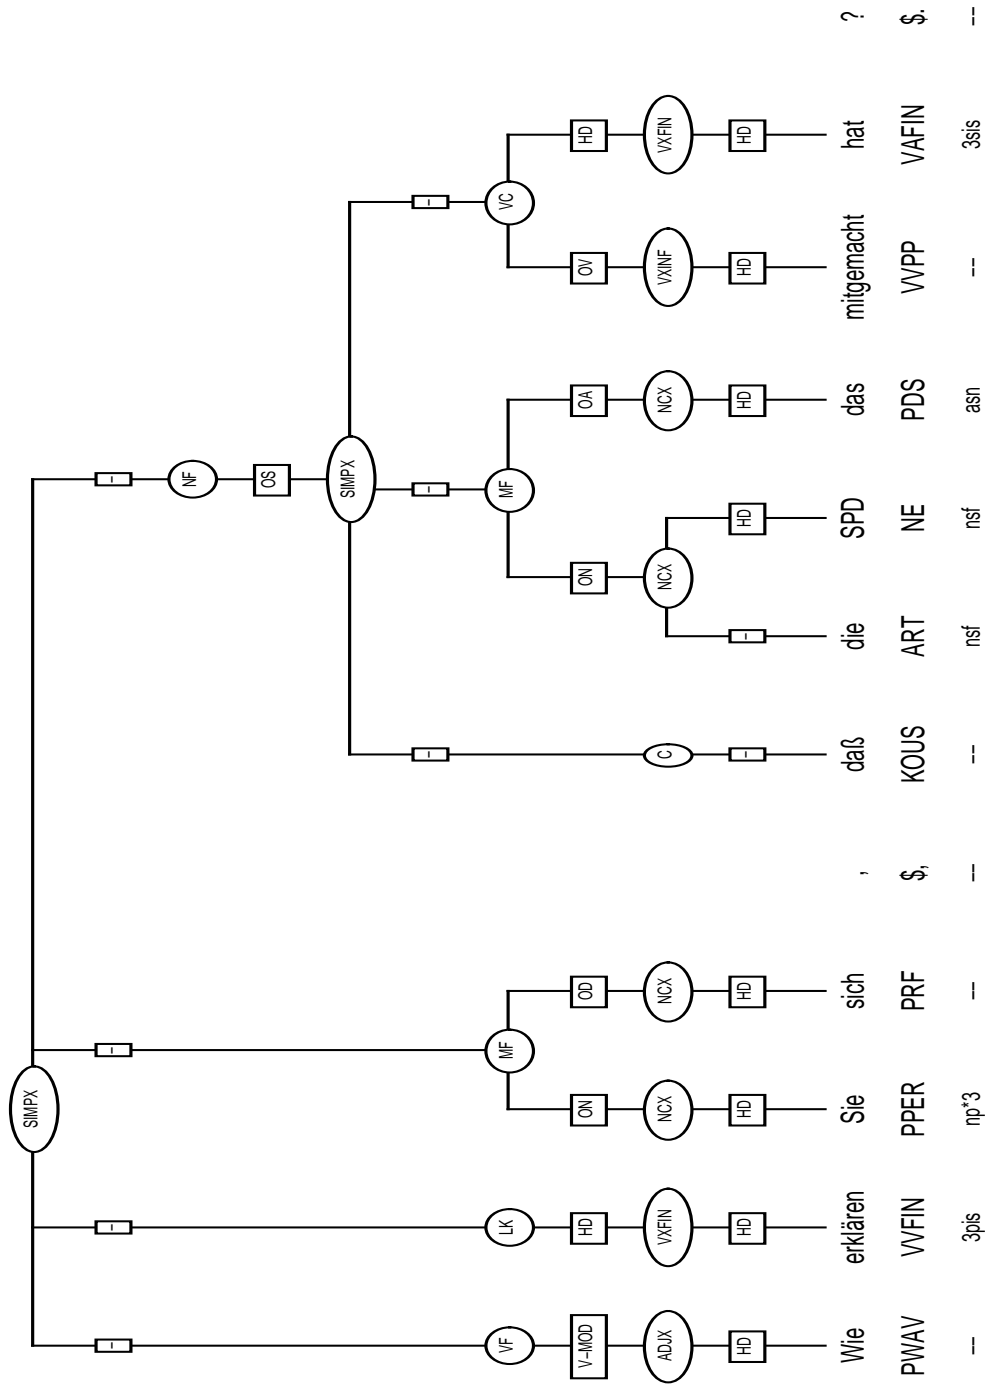 SIMPX
- - - -
NF
OS
SIMPX
- - -
VF LK MF MF VC
V-MOD HD ON OD ON OA OV HD
ADJX VXFIN NCX NCX C NCX NCX VXINF VXFIN
HD HD HD HD - - HD HD HD HD
Wie erklären Sie sich , daß die SPD das mitgemacht hat ?
PWAV VVFIN PPER PRF $, KOUS ART NE PDS VVPP VAFIN $.
-- 3pis np*3 -- -- -- nsf nsf asn -- 3sis --